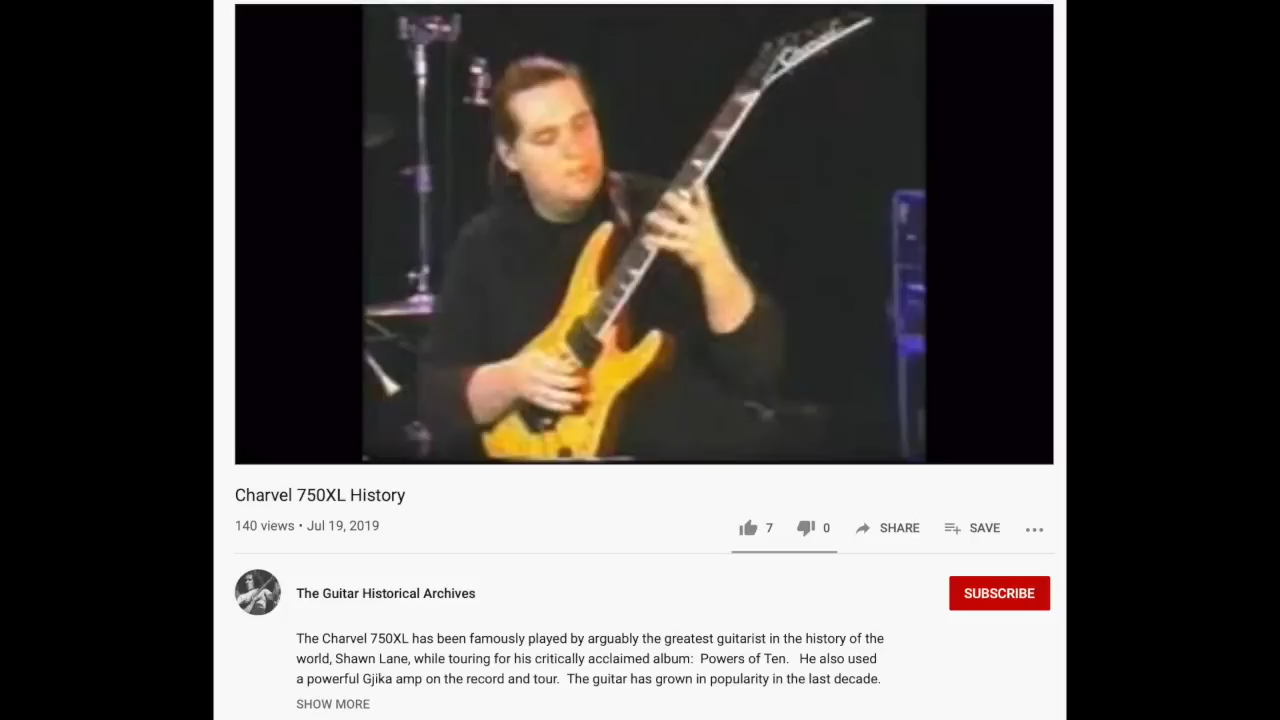 Charvel
Charvel 750XL History
140 views • Jul 19, 2019
7
0
SHARE
SAVE
The Guitar Historical Archives
SUBSCRIBE
The Charvel 750XL has been famously played by arguably the greatest guitarist in the history of the
world, Shawn Lane, while touring for his critically acclaimed album:  Powers of Ten.   He also used
a powerful Gjika amp on the record and tour.  The guitar has grown in popularity in the last decade.
SHOW MORE